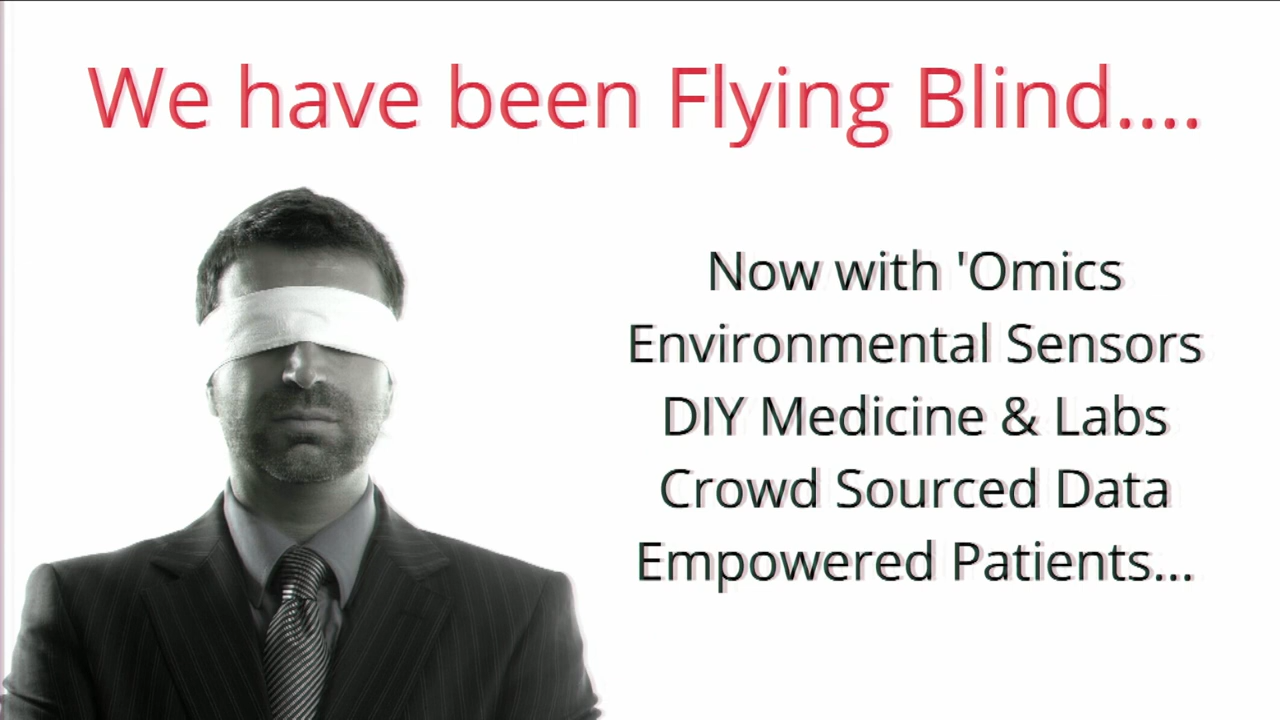 We have been Flying Blind....
Now with 'Omics
Environmental Sensors
DIY Medicine & Labs
Crowd Sourced Data
Empowered Patients...